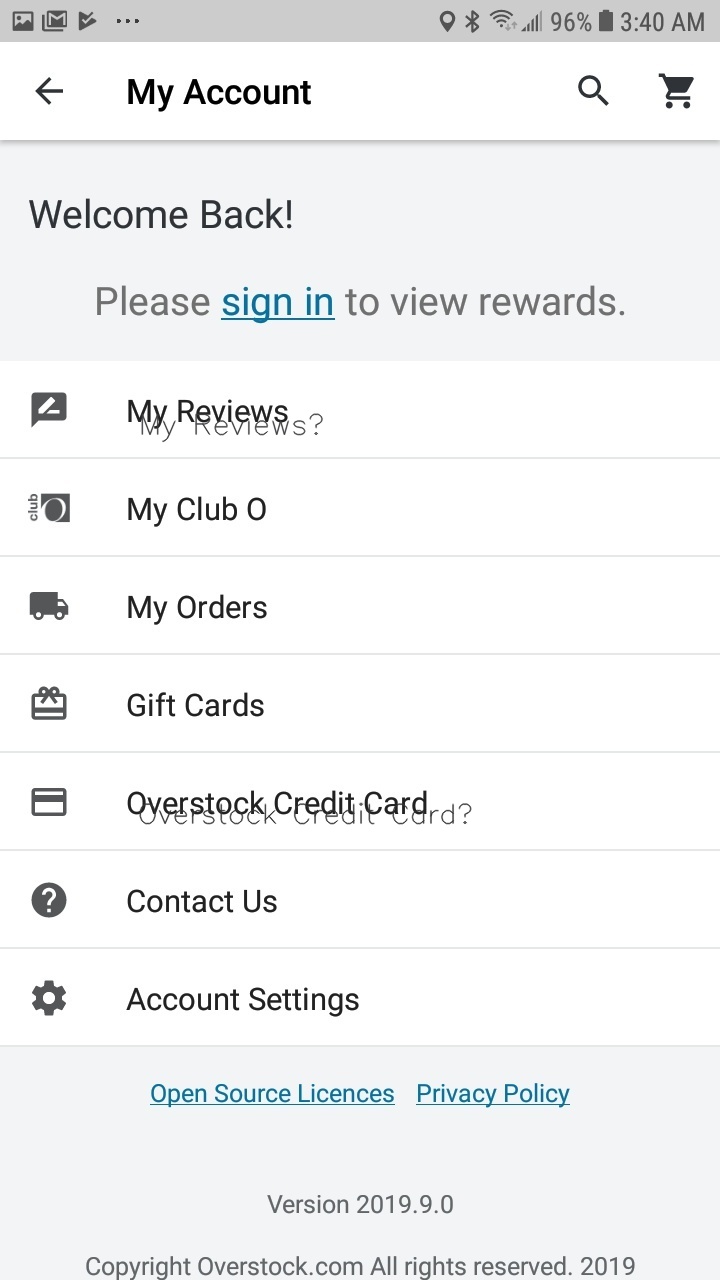 96% 3:40 AM
My Account
Welcome Back!
Please sign in to view rewards.
My Reviews
My Reviews?
club O
My Club O
My Orders
Gift Cards
Overstock Credit Card
Overstock Credit Card?
Contact Us
Account Settings
Open Source Licences Privacy Policy
Version 2019.9.0
Copyright Overstock.com All rights reserved. 2019